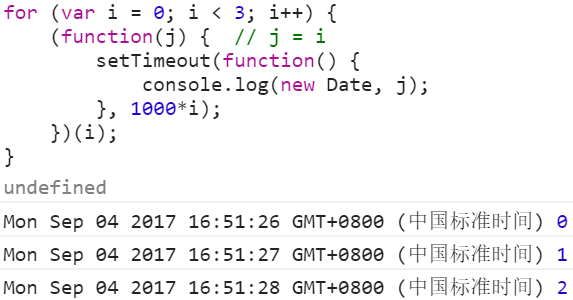 for (var i = 0; i < 3; i++) {
    (function(j) {  // j = i
        setTimeout(function() {
            console.log(new Date, j);
        }, 1000*i);
    })(i);
}
undefined
Mon Sep 04 2017 16:51:26 GMT+0800 (中国标准时间) 0
Mon Sep 04 2017 16:51:27 GMT+0800 (中国标准时间) 1
Mon Sep 04 2017 16:51:28 GMT+0800 (中国标准时间) 2